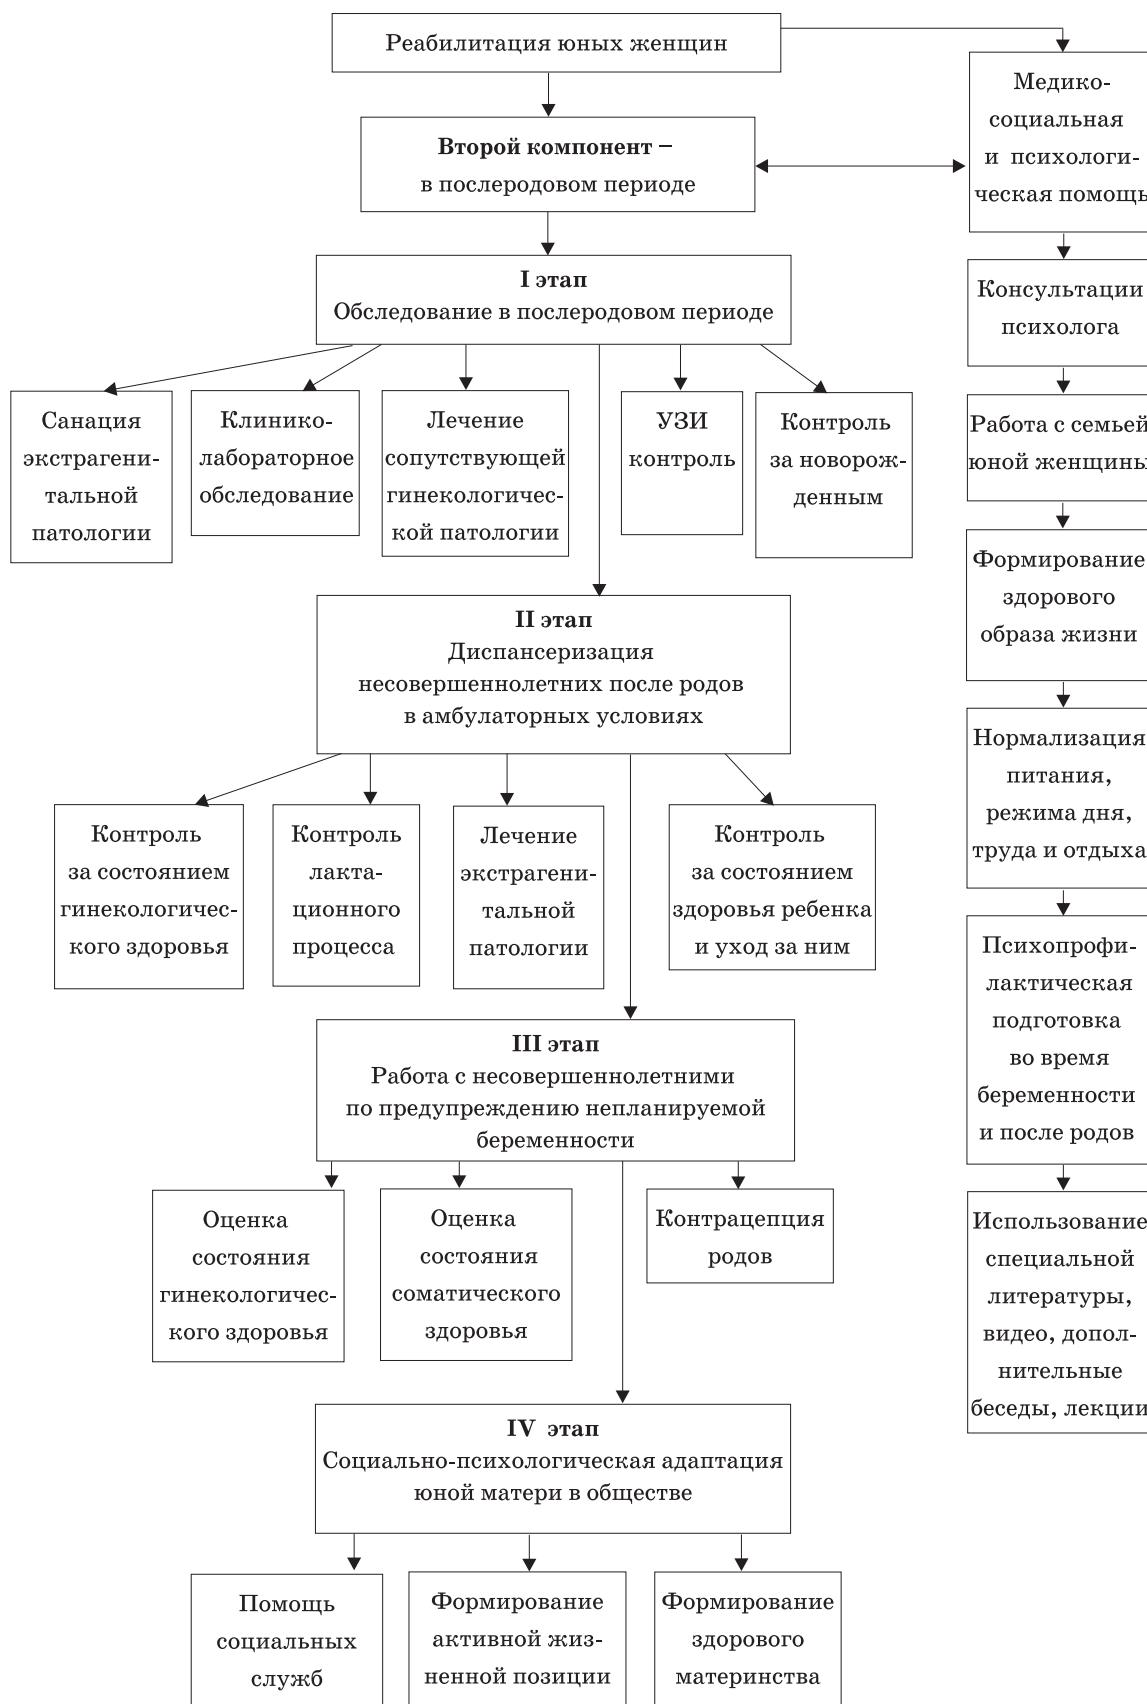 Реабилитация юных женщин
Второй компонент –
в послеродовом периоде
Медико-
социальная
и психологи-
ческая помощь
I этап
Обследование в послеродовом периоде
Консультации
психолога
Санация
экстрагени-
тальной
патологии
Клинико-
лабораторное
обследование
Лечение
сопутствующей
гинекологичес-
кой патологии
УЗИ
контроль
Контроль
за новорож-
денным
Работа с семьей
юной женщины
Формирование
здорового
образа жизни
II этап
Диспансеризация
несовершеннолетних после родов
в амбулаторных условиях
Нормализация
питания,
режима дня,
труда и отдыха
Контроль
за состоянием
гинекологичес-
кого здоровья
Контроль
лакта-
ционного
процесса
Лечение
экстрагени-
тальной
патологии
Контроль
за состоянием
здоровья ребенка
и уход за ним
Психопрофи-
лактическая
подготовка
во время
беременности
и после родов
III этап
Работа с несовершеннолетними
по предупреждению непланируемой
беременности
Оценка
состояния
гинекологичес-
кого здоровья
Оценка
состояния
соматического
здоровья
Контрацепция
родов
Использование
специальной
литературы,
видео, допол-
нительные
беседы, лекции
IV этап
Социально-психологическая адаптация
юной матери в обществе
Помощь
социальных
служб
Формирование
активной жиз-
ненной позиции
Формирование
здорового
материнства